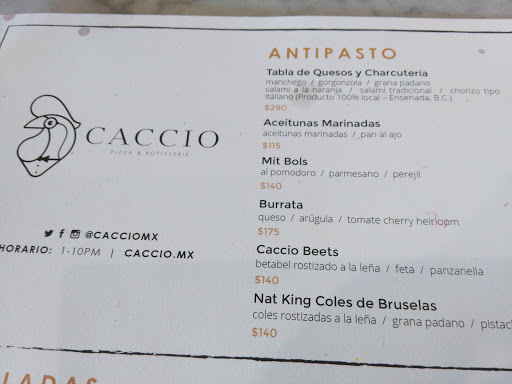 CACCIO
PIZZA & ROTISSERIE
@CACCIOMX
HORARIO: 1-10PM | CACCIO.MX
ANTIPASTO
Tabla de Quesos y Charcutería
manchego / gorgonzola / grana padano
salami a la naranja / salami tradicional / chorizo tipo
italiano (Producto 100% local – Ensenada, B.C.)
$290
Aceitunas Marinadas
aceitunas marinadas / pan al ajo
$115
Mit Bols
al pomodoro / parmesano / perejil
$140
Burrata
queso / arúgula / tomate cherry heirloom
$175
Caccio Beets
betabel rostizado a la leña / feta / panzanella
$140
Nat King Coles de Bruselas
coles rostizadas a la leña / grana padano / pistac
$140
LADAS